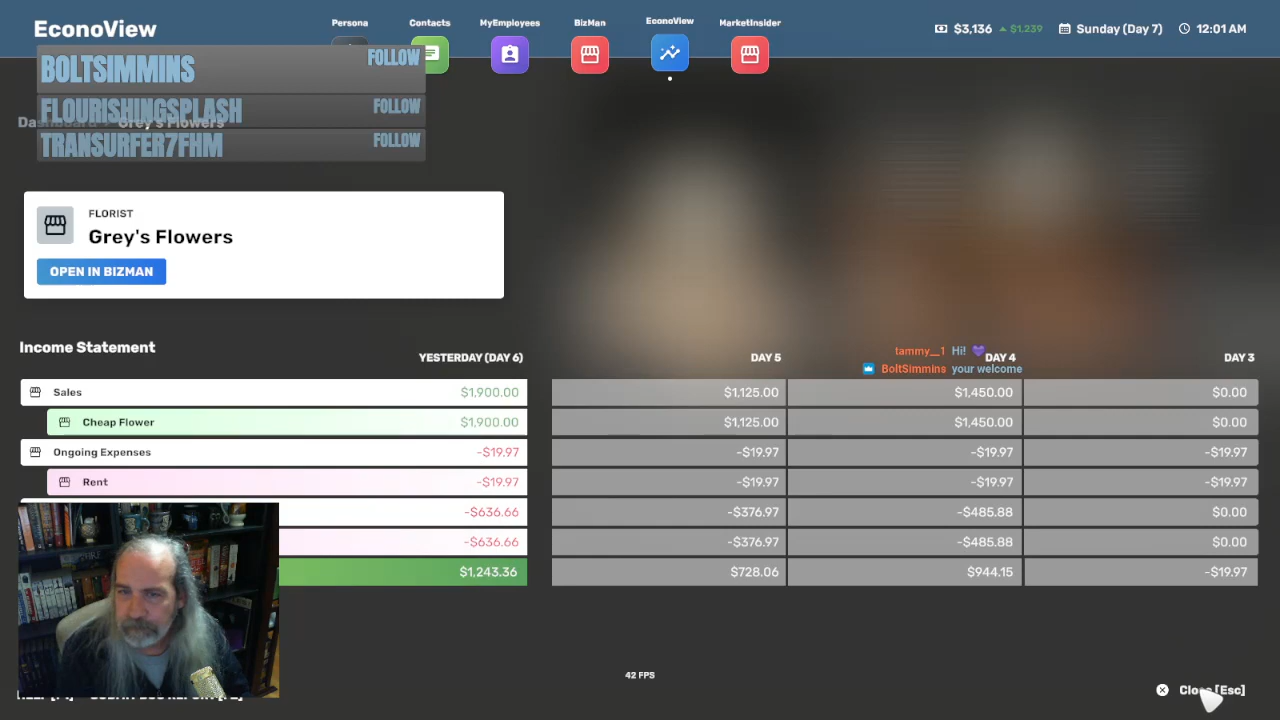 EconoView
Persona
Contacts
MyEmployees
BizMan
EconoView
MarketInsider
$3,136 ▲ $1,239
Sunday (Day 7)
12:01 AM
BOLTSIMMINS FOLLOW
FLOURISHINGSPLASH FOLLOW
TRANSURFER7FHM FOLLOW
Grey's Flowers
FLORIST
Grey's Flowers
OPEN IN BIZMAN
Income Statement
tammy__1 Hi! 💜
BoltSimmins your welcome
YESTERDAY (DAY 6) DAY 5 DAY 4 DAY 3
Sales $1,900.00 $1,125.00 $1,450.00 $0.00
Cheap Flower $1,900.00 $1,125.00 $1,450.00 $0.00
Ongoing Expenses -$19.97 -$19.97 -$19.97 -$19.97
Rent -$19.97 -$19.97 -$19.97 -$19.97
-$636.66 -$376.97 -$485.88 $0.00
-$636.66 -$376.97 -$485.88 $0.00
$1,243.36 $728.06 $944.15 -$19.97
42 FPS
Close [Esc]